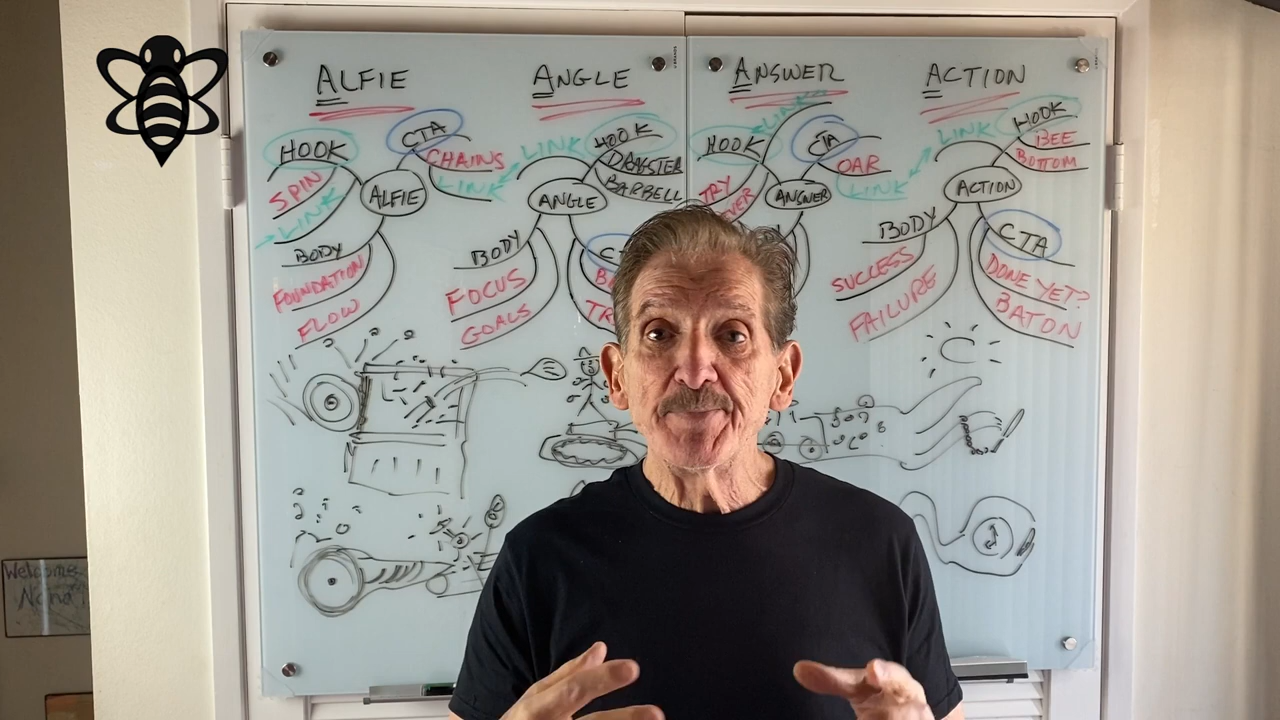 ALFIE
HOOK
SPIN
LINK
CTA
CHAINS
LINK
ALFIE
BODY
FOUNDATION
FLOW
ANGLE
LINK
HOOK
DRAGSTER
BARBELL
ANGLE
BODY
FOCUS
GOALS
TR
ANSWER
LINK
HOOK
TRY
CTA
OAR
LINK
ANSWER
ACTION
LINK
HOOK
BEE
BOTTOM
ACTION
BODY
SUCCESS
FAILURE
CTA
DONE YET?
BATON
Welcome